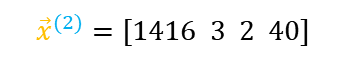 x⃗⁽²⁾ = [1416 3 2 40]